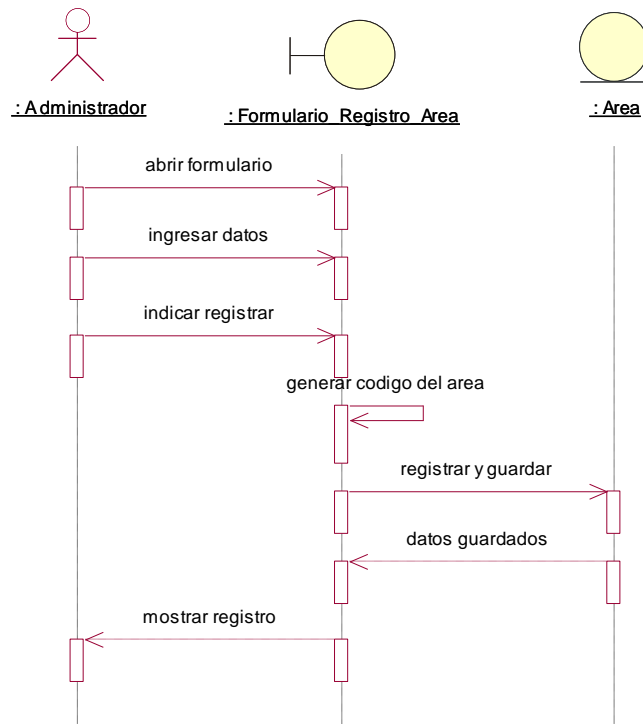 : Administrador
: Formulario_Registro_Area
: Area
abrir formulario
ingresar datos
indicar registrar
generar codigo del area
registrar y guardar
datos guardados
mostrar registro